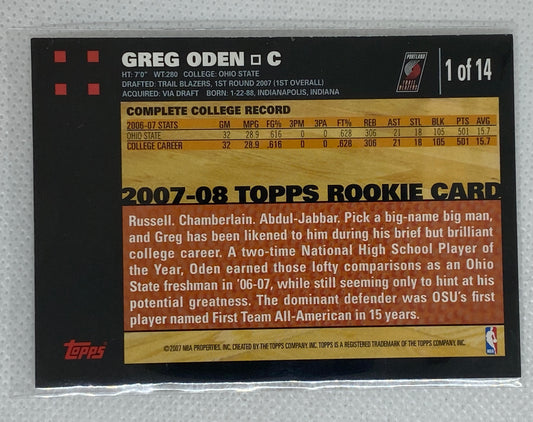 GREG ODEN □ C
PORTLAND
TRAIL BLAZERS
1 of 14
HT: 7'0" WT:280 COLLEGE: OHIO STATE
DRAFTED: TRAIL BLAZERS, 1ST ROUND 2007 (1ST OVERALL)
ACQUIRED: VIA DRAFT BORN: 1-22-88, INDIANAPOLIS, INDIANA
COMPLETE COLLEGE RECORD
2006-07 STATS GM MPG FG% 3PM 3PA FT% REB AST STL BLK PTS AVG
OHIO STATE 32 28.9 .616 0 0 .628 306 21 18 105 501 15.7
COLLEGE CAREER 32 28.9 .616 0 0 .628 306 21 18 105 501 15.7
2007-08 TOPPS ROOKIE CARD
Russell. Chamberlain. Abdul-Jabbar. Pick a big-name big man,
and Greg has been likened to him during his brief but brilliant
college career. A two-time National High School Player of
the Year, Oden earned those lofty comparisons as an Ohio
State freshman in '06-07, while still seeming only to hint at his
potential greatness. The dominant defender was OSU's first
player named First Team All-American in 15 years.
Topps
©2007 NBA PROPERTIES, INC. CREATED BY THE TOPPS COMPANY, INC. TOPPS IS A REGISTERED TRADEMARK OF THE TOPPS COMPANY, INC.